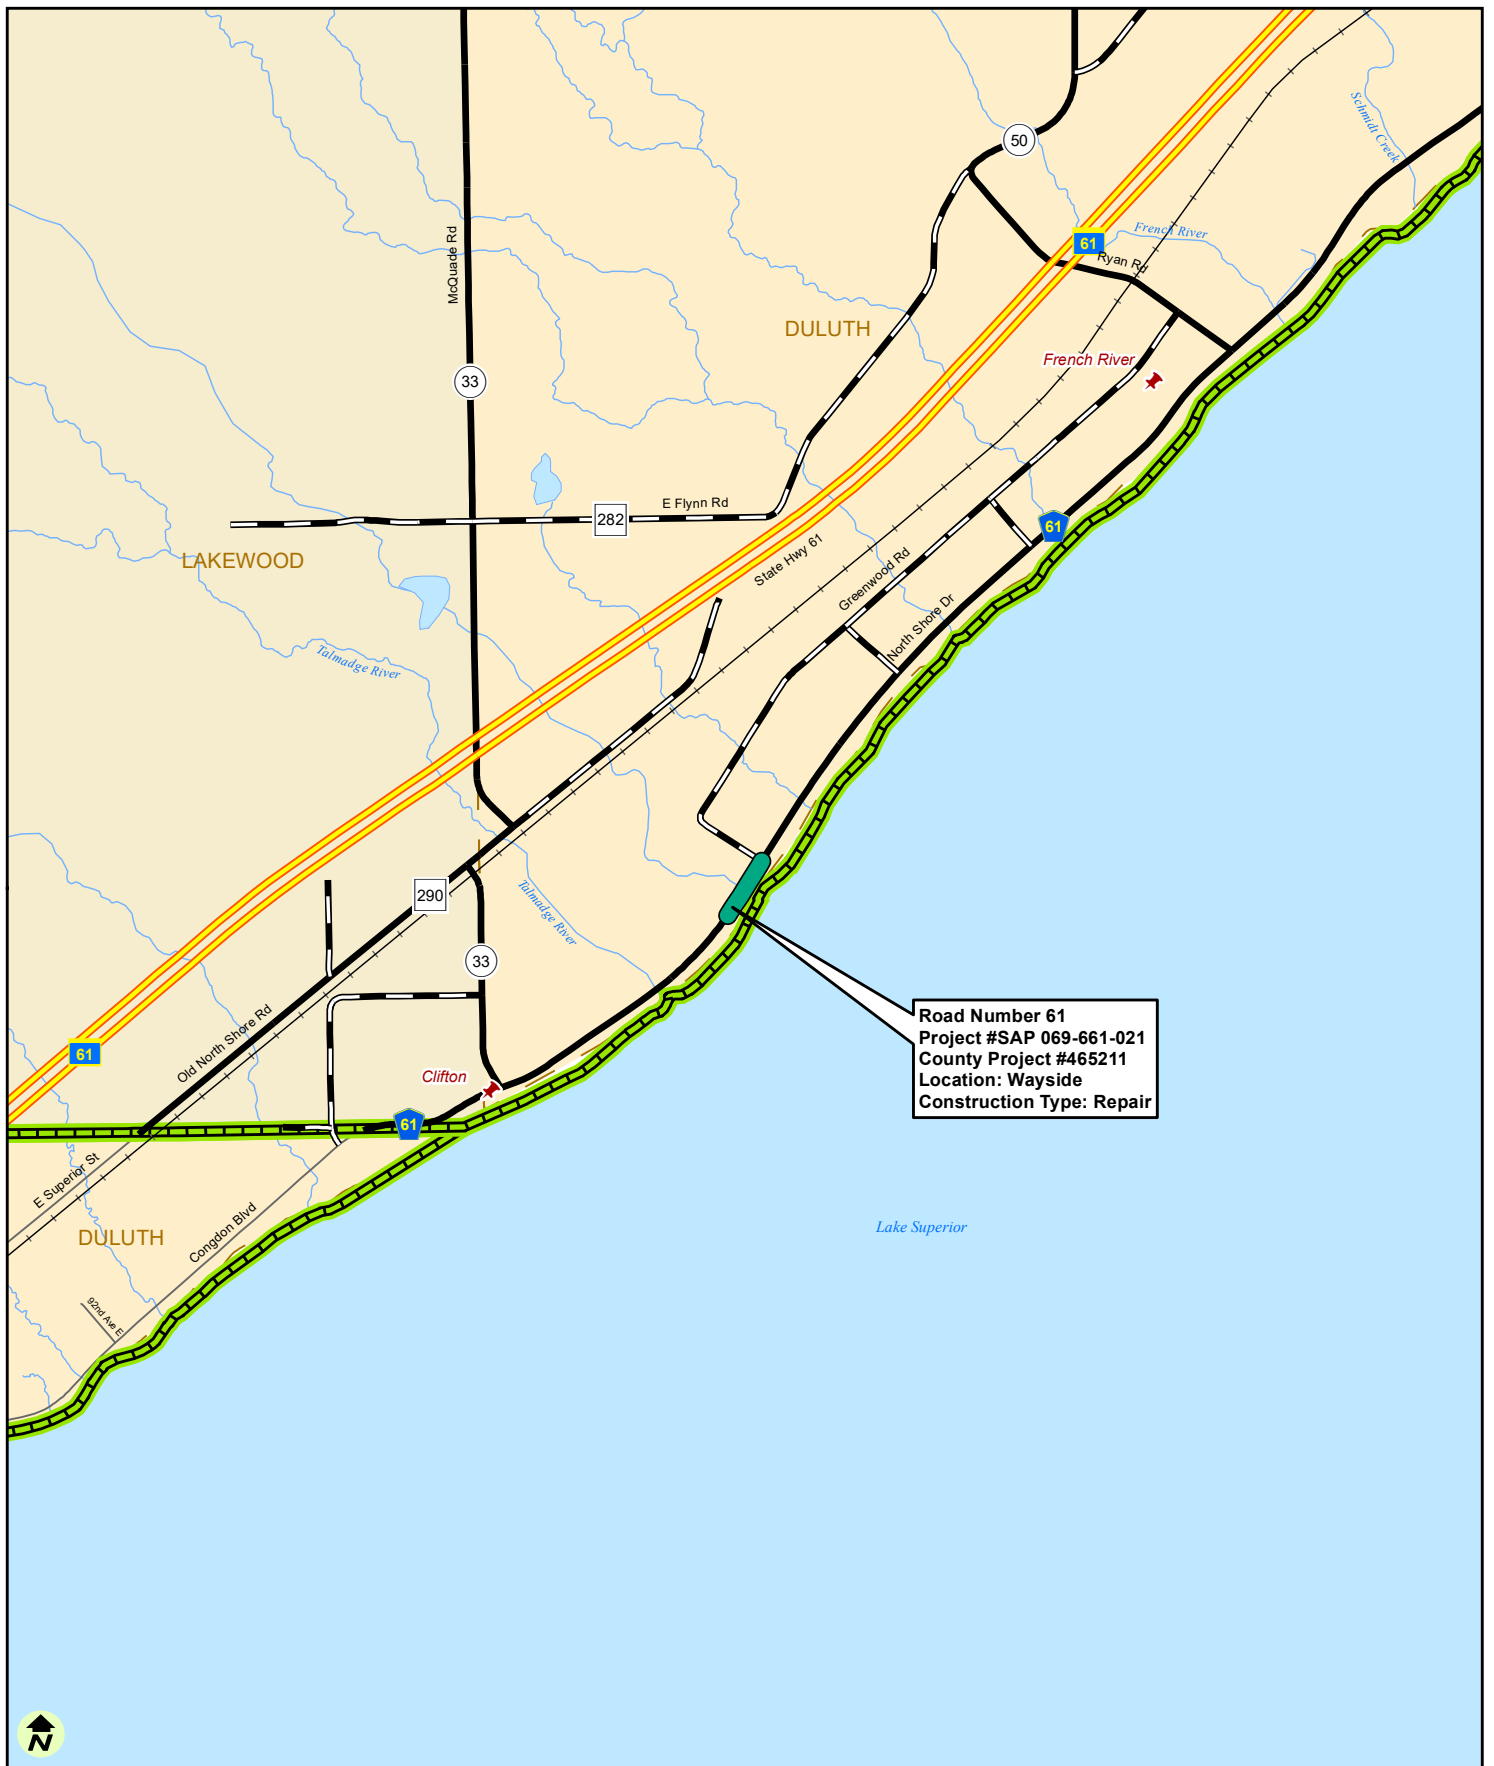 Schmidt Creek
50
French River
61
Ryan Rd
McQuade Rd
DULUTH
French River
33
E Flynn Rd
282
61
State Hwy 61
LAKEWOOD
Greenwood Rd
North Shore Dr
Talmadge River
290
Talmadge River
33
Road Number 61
Project #SAP 069-661-021
County Project #465211
Location: Wayside
Construction Type: Repair
Old North Shore Rd
61
Clifton
61
E Superior St
Congdon Blvd
DULUTH
Lake Superior
92nd Ave E
N